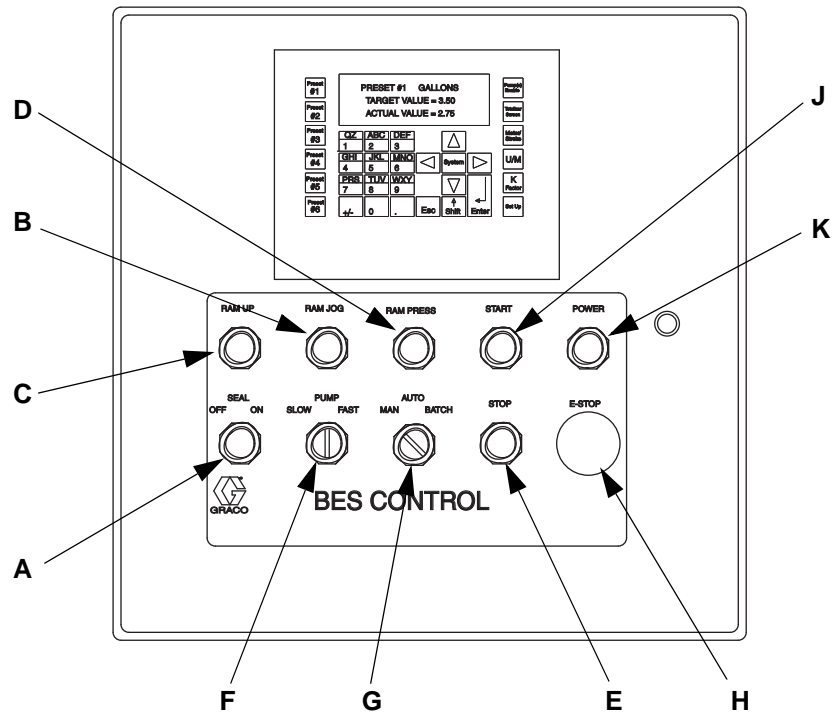 PRESET #1 GALLONS
TARGET VALUE = 3.50
ACTUAL VALUE = 2.75
Preset #1
Preset #2
Preset #3
Preset #4
Preset #5
Preset #6
QZ ABC DEF
1 2 3
GHI JKL MNO System
4 5 6
PRS TUV WXY
7 8 9
+/- 0 . Esc Shift Enter
U/M
K
Factor
Set Up
D
J
B
K
RAM UP RAM JOG RAM PRESS START POWER
C
SEAL PUMP AUTO STOP E-STOP
OFF ON SLOW FAST MAN BATCH
GRACO
BES CONTROL
A
F G E H